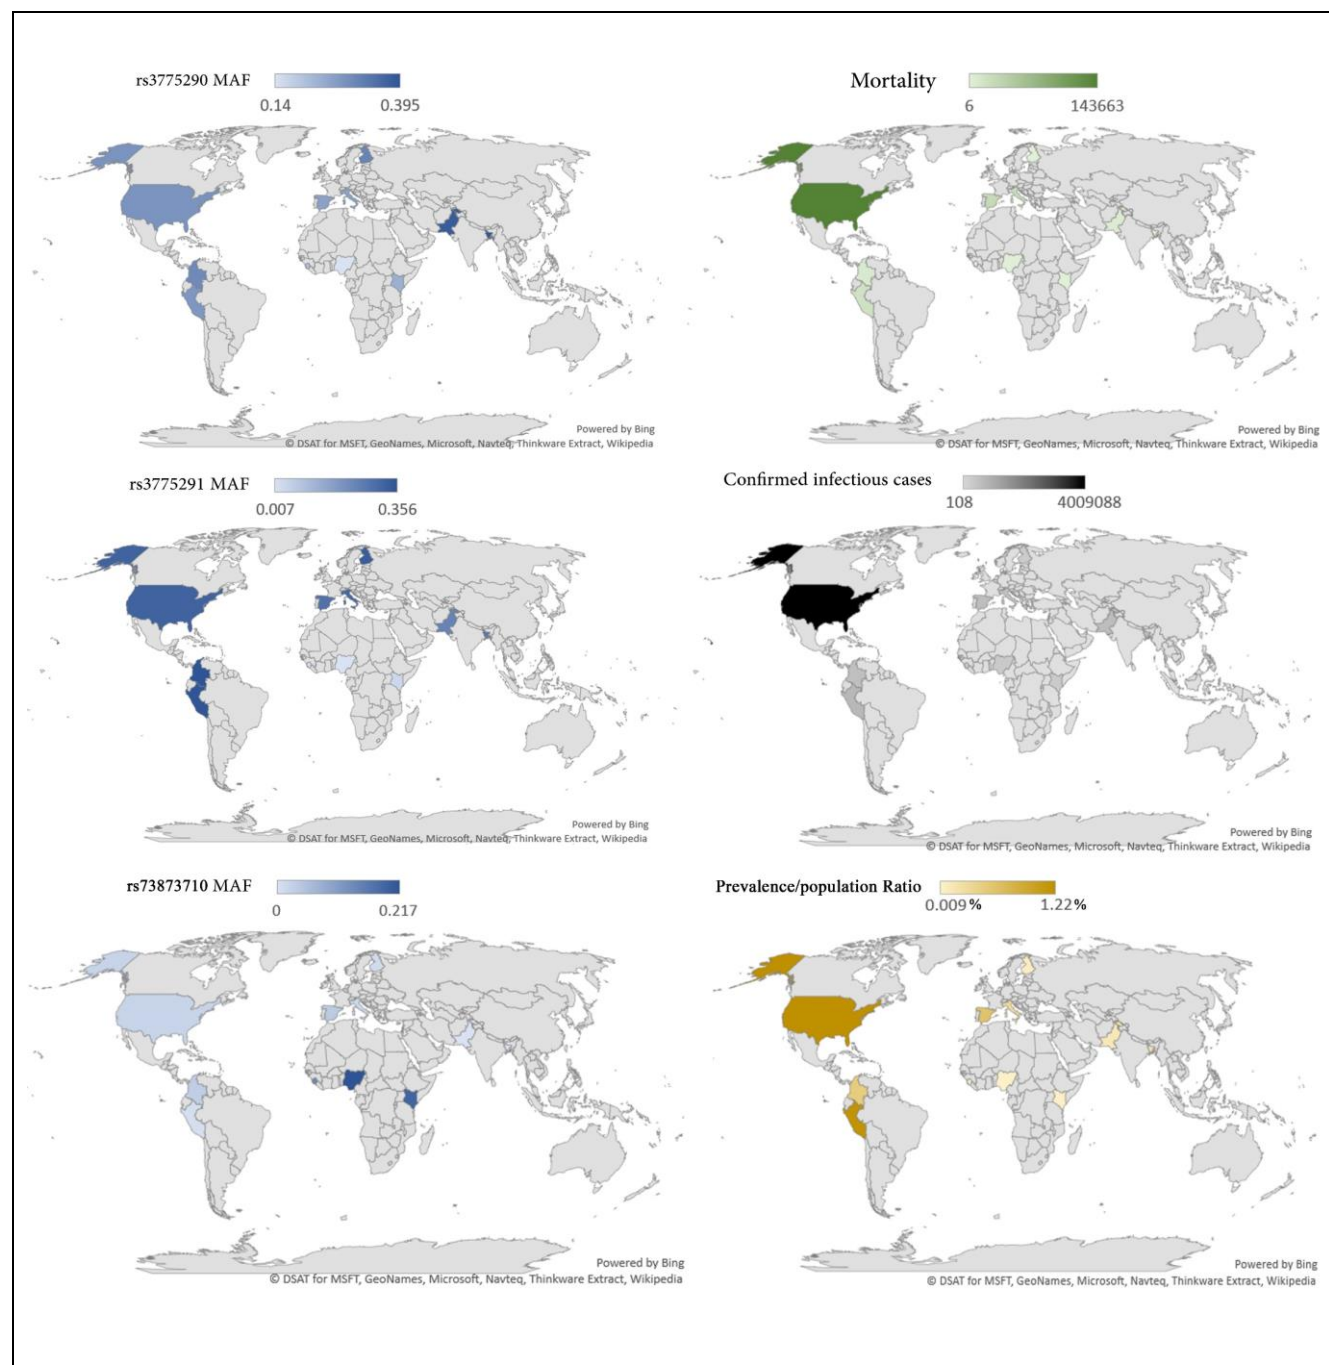 rs3775290 MAF
0.14 0.395
Powered by Bing
© DSAT for MSFT, GeoNames, Microsoft, Navteq, Thinkware Extract, Wikipedia
Mortality
6 143663
Powered by Bing
© DSAT for MSFT, GeoNames, Microsoft, Navteq, Thinkware Extract, Wikipedia
rs3775291 MAF
0.007 0.356
Powered by Bing
© DSAT for MSFT, GeoNames, Microsoft, Navteq, Thinkware Extract, Wikipedia
Confirmed infectious cases
108 4009088
Powered by Bing
© DSAT for MSFT, GeoNames, Microsoft, Navteq, Thinkware Extract, Wikipedia
rs73873710 MAF
0 0.217
Powered by Bing
© DSAT for MSFT, GeoNames, Microsoft, Navteq, Thinkware Extract, Wikipedia
Prevalence/population Ratio
0.009% 1.22%
Powered by Bing
© DSAT for MSFT, GeoNames, Microsoft, Navteq, Thinkware Extract, Wikipedia